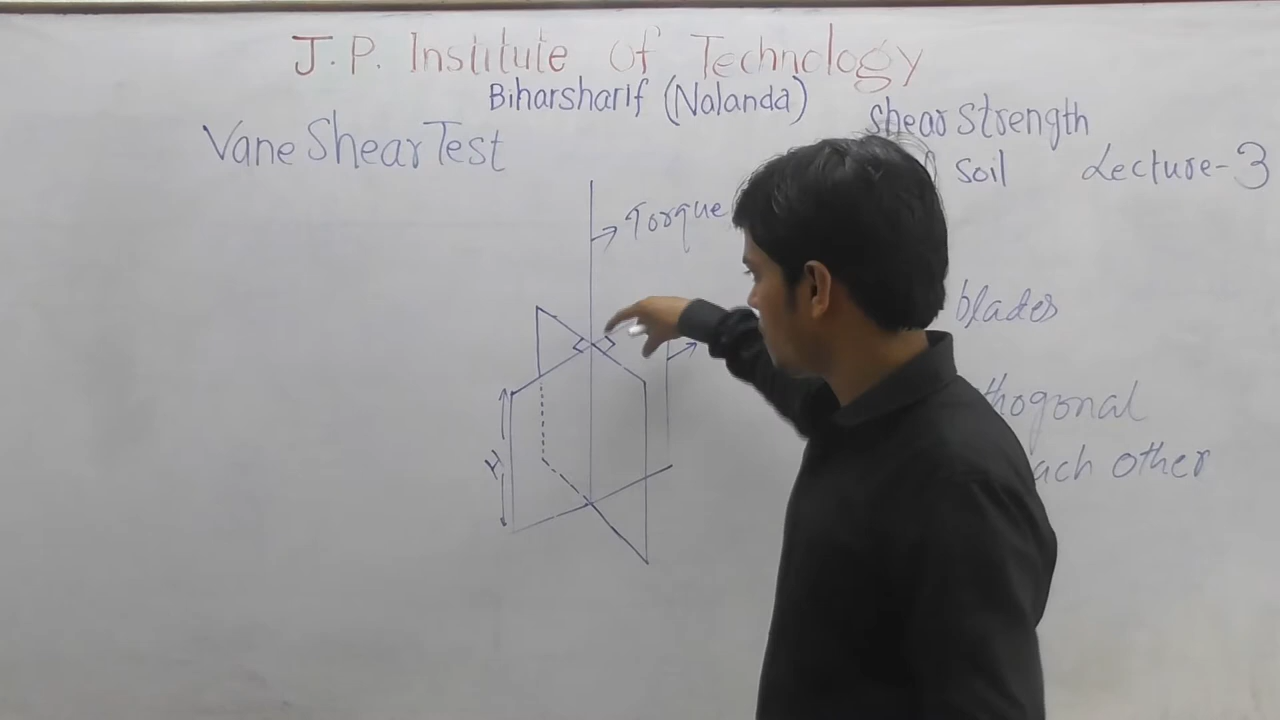 J.P. Institute of Technology
Biharsharif (Nalanda)
Vane Shear Test
Shear Strength
soil Lecture-3
Torque
blades
H
thogonal
ach other